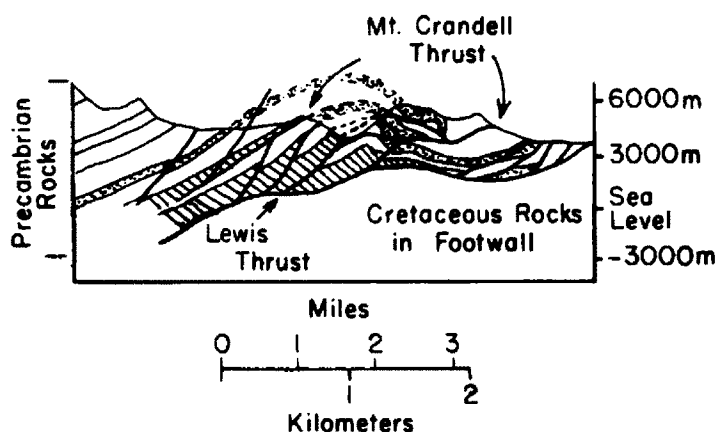 Mt. Crandell
Thrust
6000m
3000m
Sea
Level
-3000m
Precambrian
Rocks
Lewis
Thrust
Cretaceous Rocks
in Footwall
Miles
0 1 2 3
1 2
Kilometers